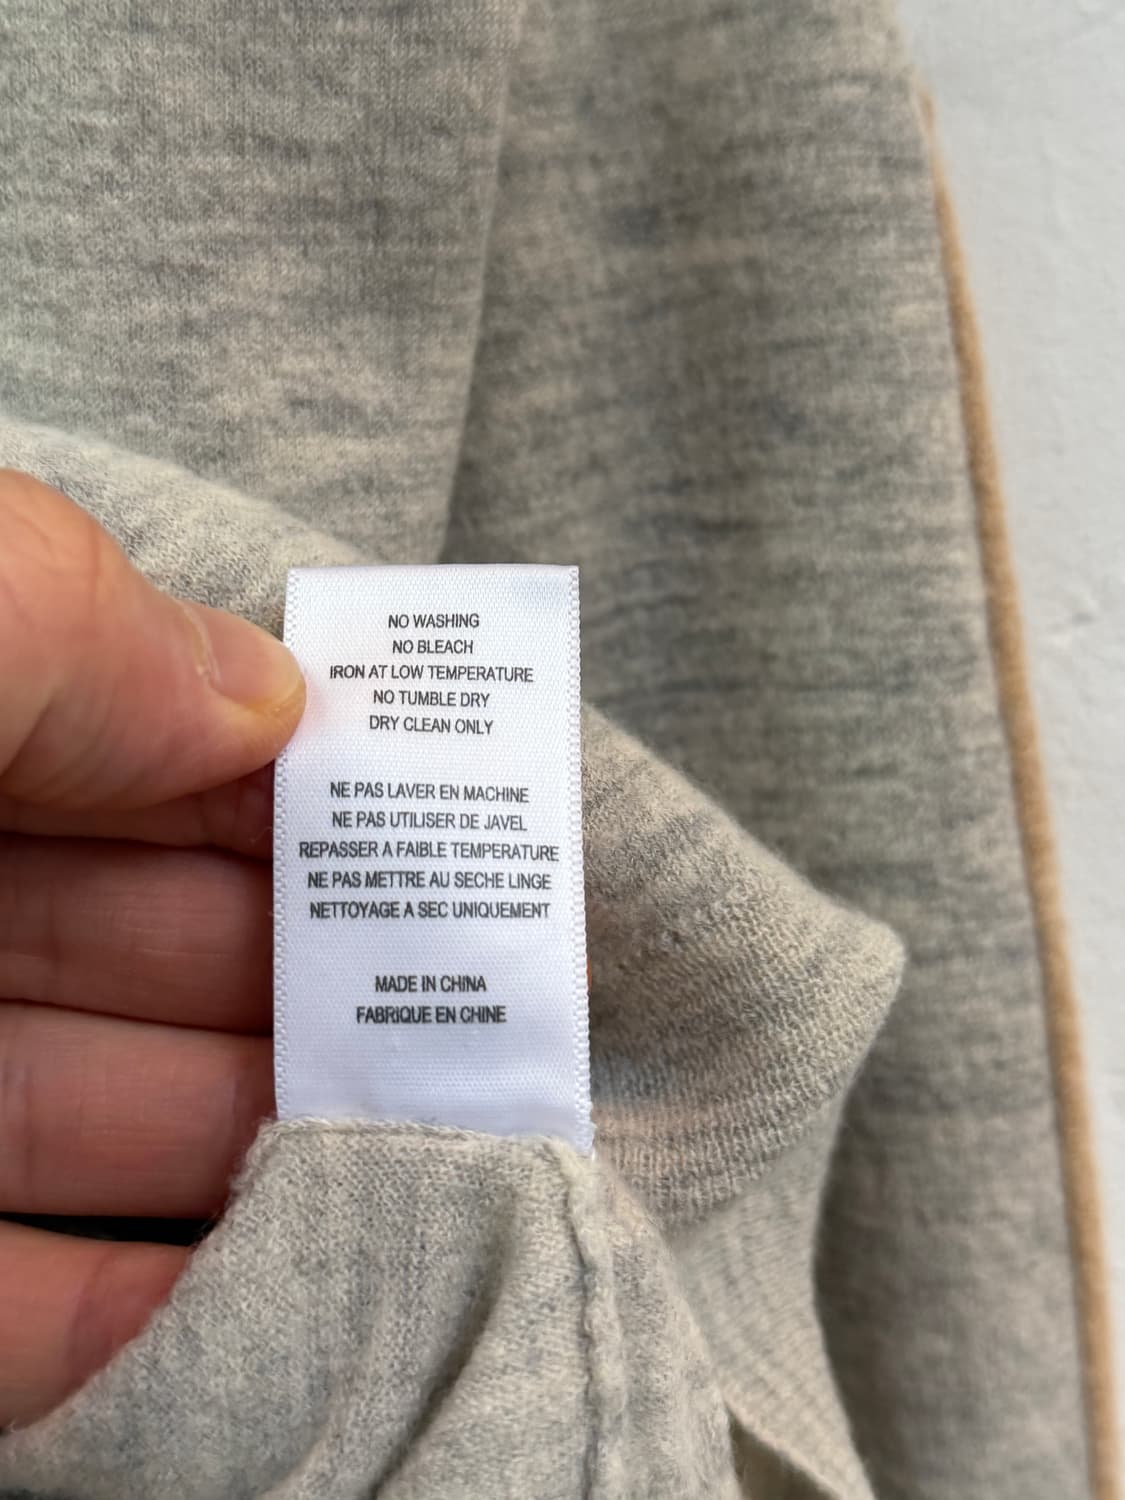 NO WASHING
NO BLEACH
IRON AT LOW TEMPERATURE
NO TUMBLE DRY
DRY CLEAN ONLY
NE PAS LAVER EN MACHINE
NE PAS UTILISER DE JAVEL
REPASSER A FAIBLE TEMPERATURE
NE PAS METTRE AU SECHE LINGE
NETTOYAGE A SEC UNIQUEMENT
MADE IN CHINA
FABRIQUE EN CHINE